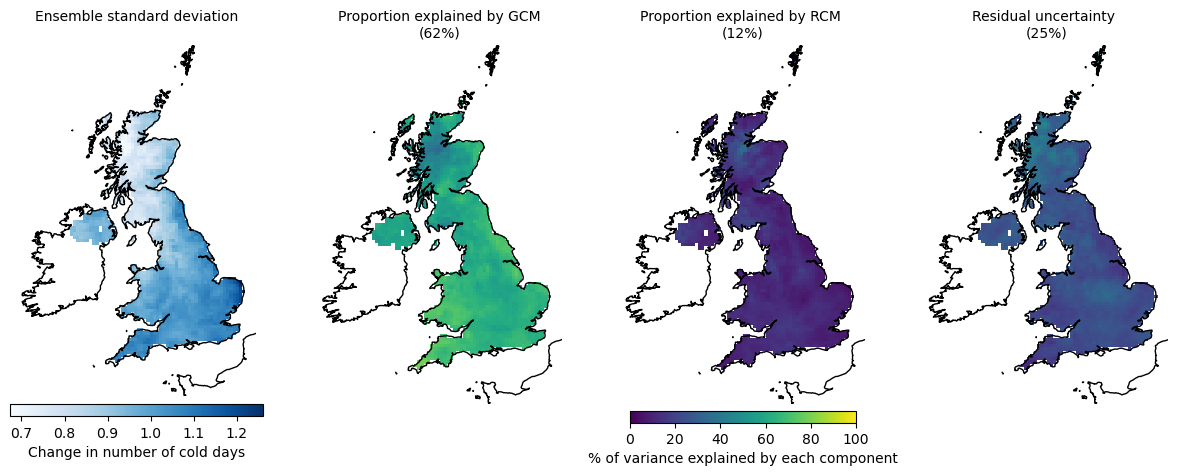 Ensemble standard deviation
Proportion explained by GCM
(62%)
Proportion explained by RCM
(12%)
Residual uncertainty
(25%)
0.7 0.8 0.9 1.0 1.1 1.2
Change in number of cold days
0 20 40 60 80 100
% of variance explained by each component